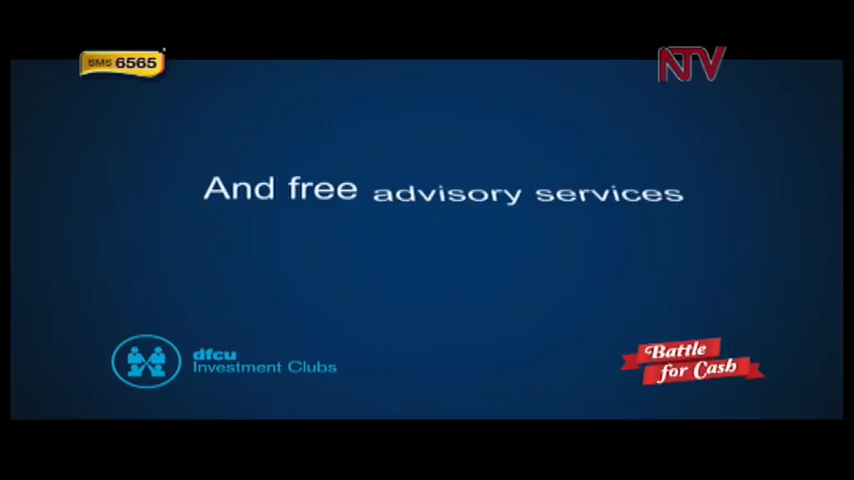 SMS 6565
NTV
And free advisory services
dfcu
Investment Clubs
Battle
for Cash